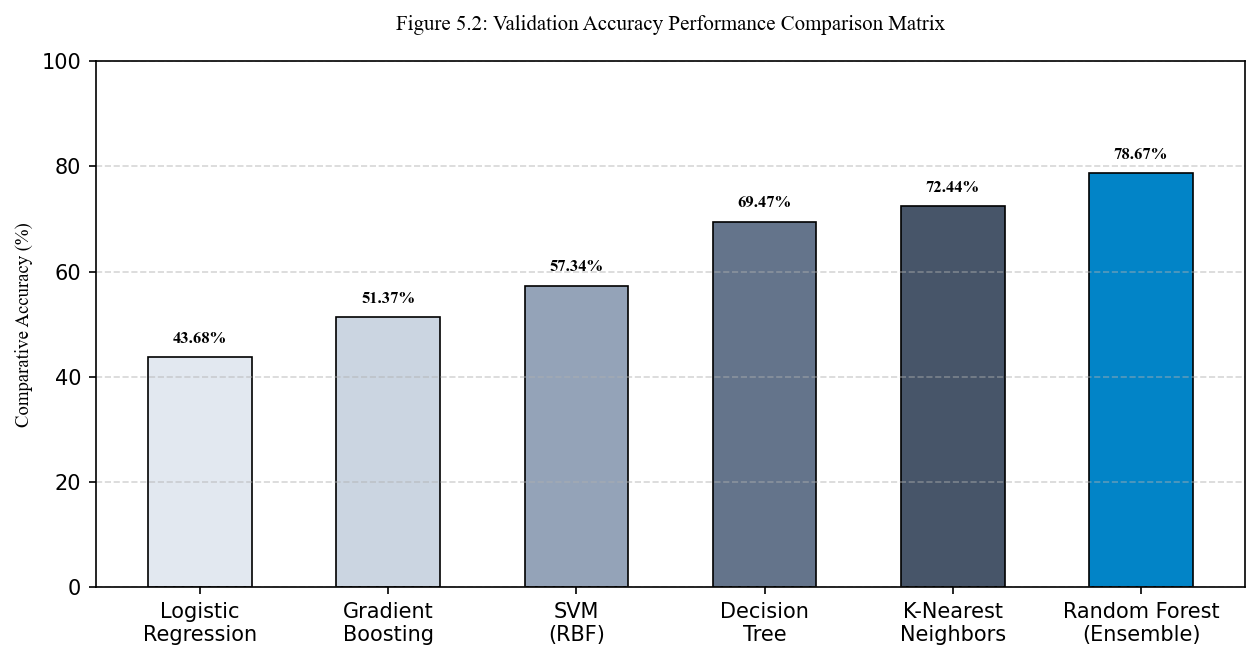 Figure 5.2: Validation Accuracy Performance Comparison Matrix
Comparative Accuracy (%)
100
80
60
40
20
0
43.68%
51.37%
57.34%
69.47%
72.44%
78.67%
Logistic
Regression
Gradient
Boosting
SVM
(RBF)
Decision
Tree
K-Nearest
Neighbors
Random Forest
(Ensemble)